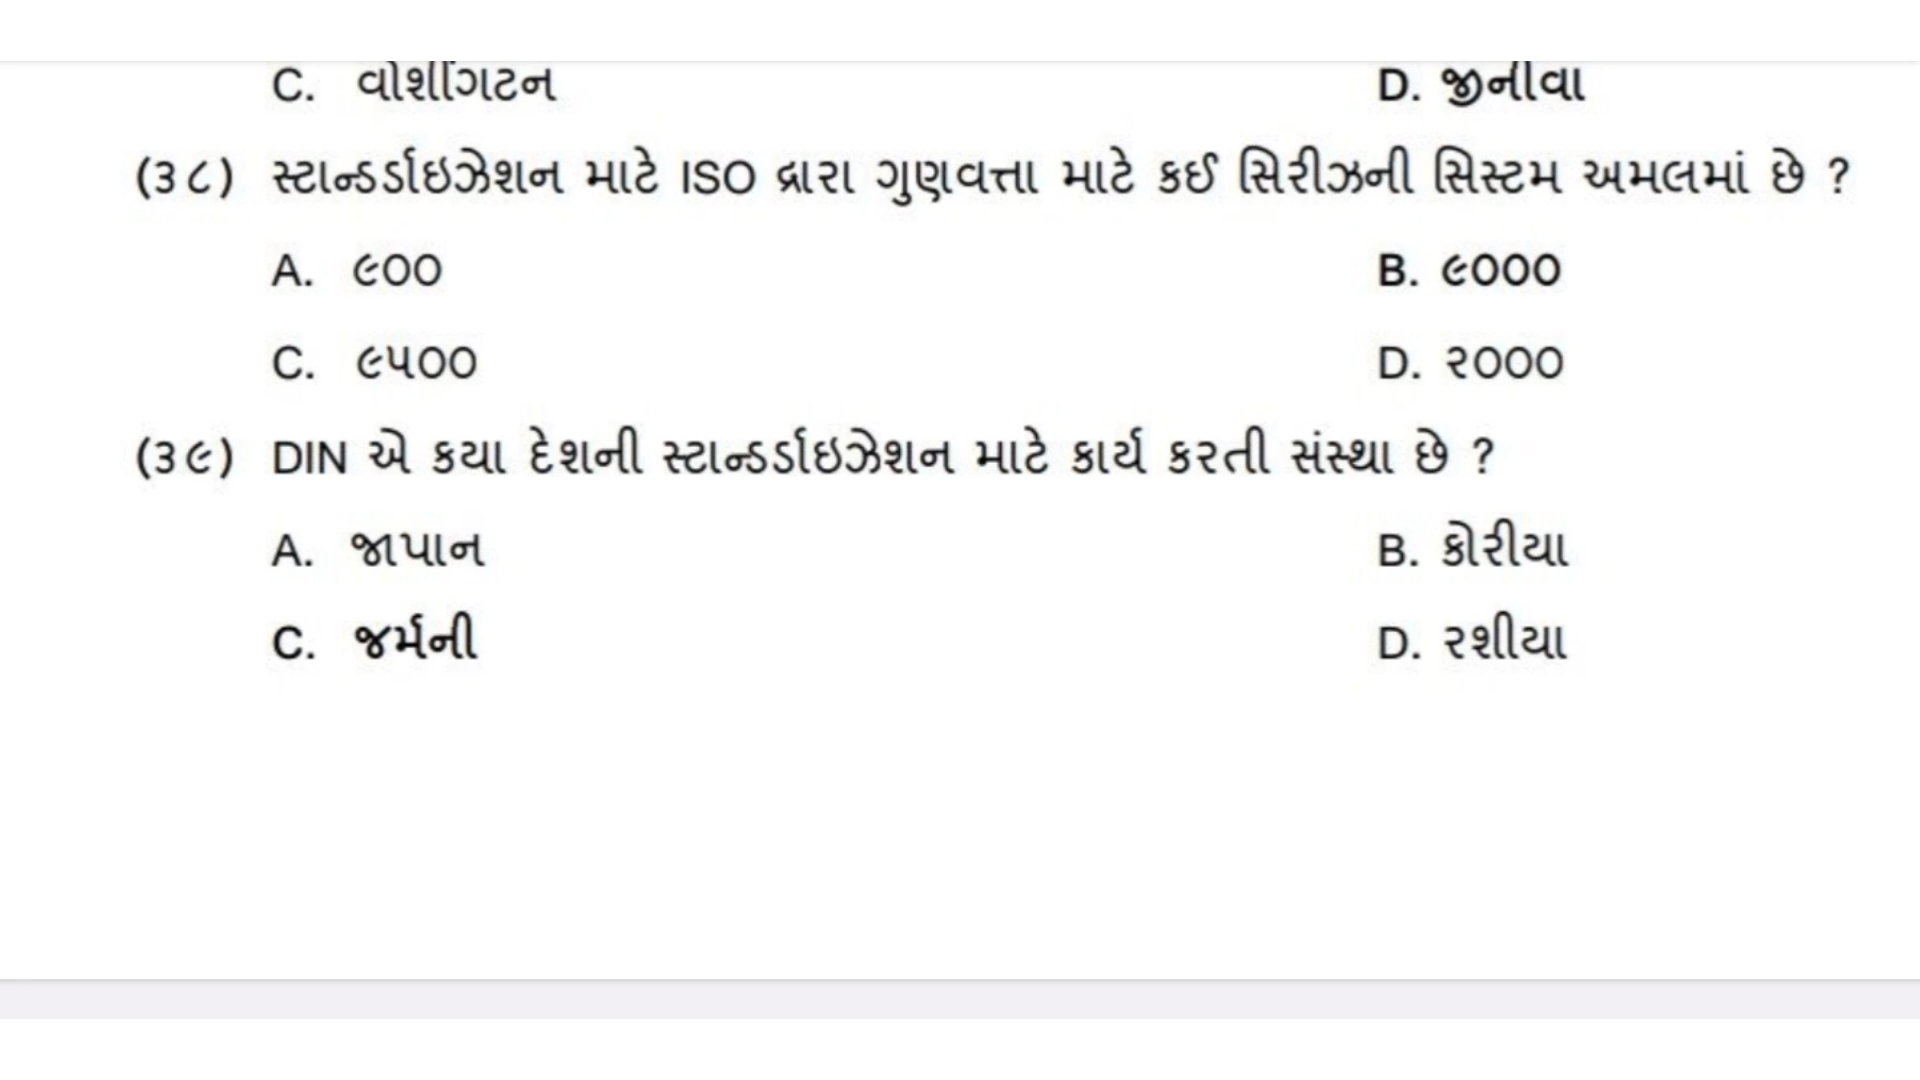 C. વોશીંગટન D. જીનીવા
(૩૮) સ્ટાન્ડર્ડાઇઝેશન માટે ISO દ્રારા ગુણવત્તા માટે કઈ સિરીઝની સિસ્ટમ અમલમાં છે ?
A. ૯૦૦ B. ૯૦૦૦
C. ૯૫૦૦ D. ૨૦૦૦
(૩૯) DIN એ કયા દેશની સ્ટાન્ડર્ડાઇઝેશન માટે કાર્ય કરતી સંસ્થા છે ?
A. જાપાન B. કોરીયા
C. જર્મની D. રશીયા